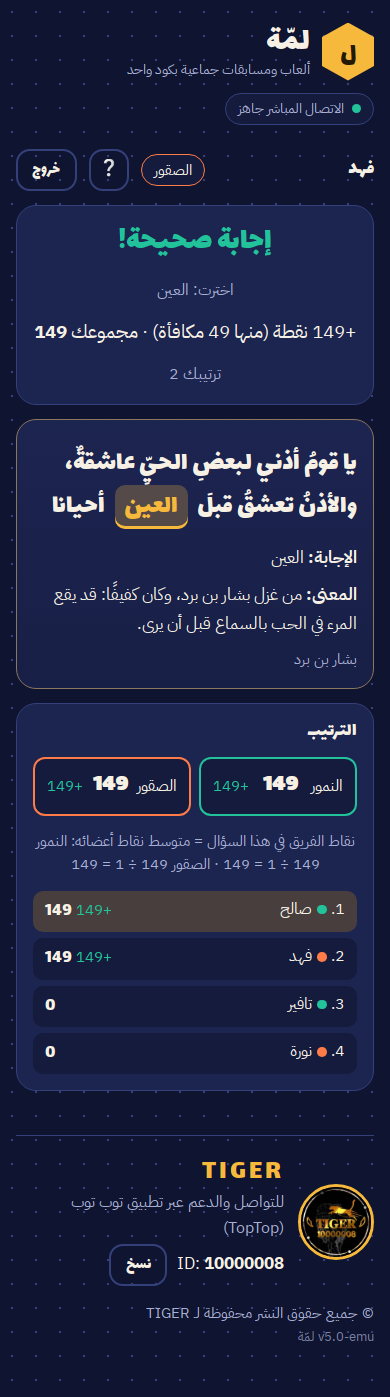 ل
لمّة
ألعاب ومسابقات جماعية بكود واحد
الاتصال المباشر جاهز
فهد
الصقور
?
خروج
إجابة صحيحة!
اخترت: العين
+149 نقطة (منها 49 مكافأة) · مجموعك 149
ترتيبك 2
يا قومُ أذني لبعضِ الحيِّ عاشقةٌ،
والأذنُ تعشقُ قبلَ العين أحيانا
الإجابة: العين
المعنى: من غزل بشار بن برد، وكان كفيفًا: قد يقع
المرء في الحب بالسماع قبل أن يرى.
بشار بن برد
الترتيب
النمور 149 +149
الصقور 149 +149
نقاط الفريق في هذا السؤال = متوسط نقاط أعضائه: النمور
149 ÷ 1 = 149 · الصقور 149 ÷ 1 = 149
1. صالح +149 149
2. فهد +149 149
3. تافير 0
4. نورة 0
TIGER
10000008
TIGER
للتواصل والدعم عبر تطبيق توب توب
(TopTop)
ID: 10000008
نسخ
© جميع حقوق النشر محفوظة لـ TIGER
لمّة v5.0-emu